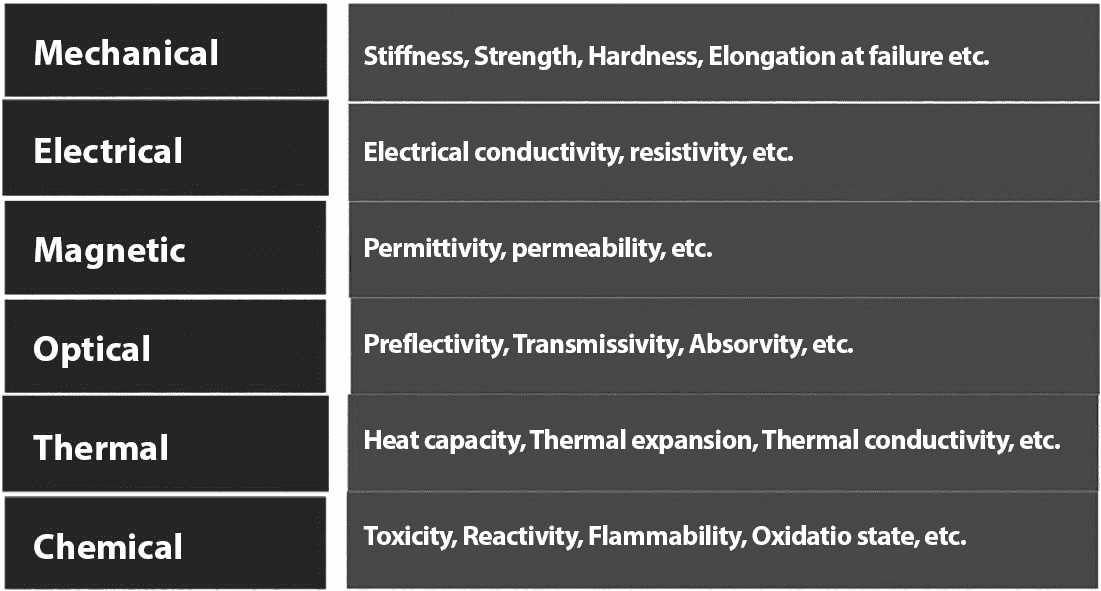 Mechanical
Stiffness, Strength, Hardness, Elongation at failure etc.
Electrical
Electrical conductivity, resistivity, etc.
Magnetic
Permittivity, permeability, etc.
Optical
Preflectivity, Transmissivity, Absorvity, etc.
Thermal
Heat capacity, Thermal expansion, Thermal conductivity, etc.
Chemical
Toxicity, Reactivity, Flammability, Oxidatio state, etc.